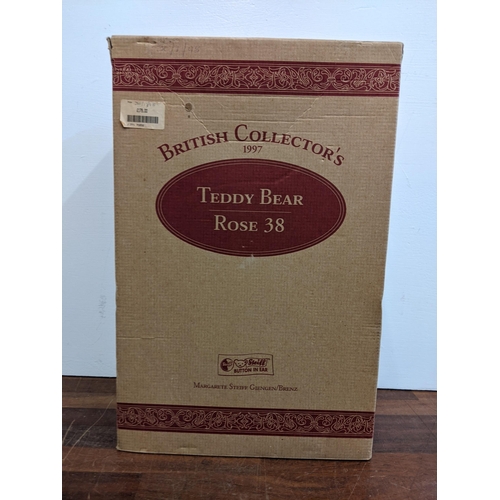 British Collector's
1997
Teddy Bear
Rose 38
Steiff
BUTTON IN EAR
Margarete Steiff Giengen/Brenz